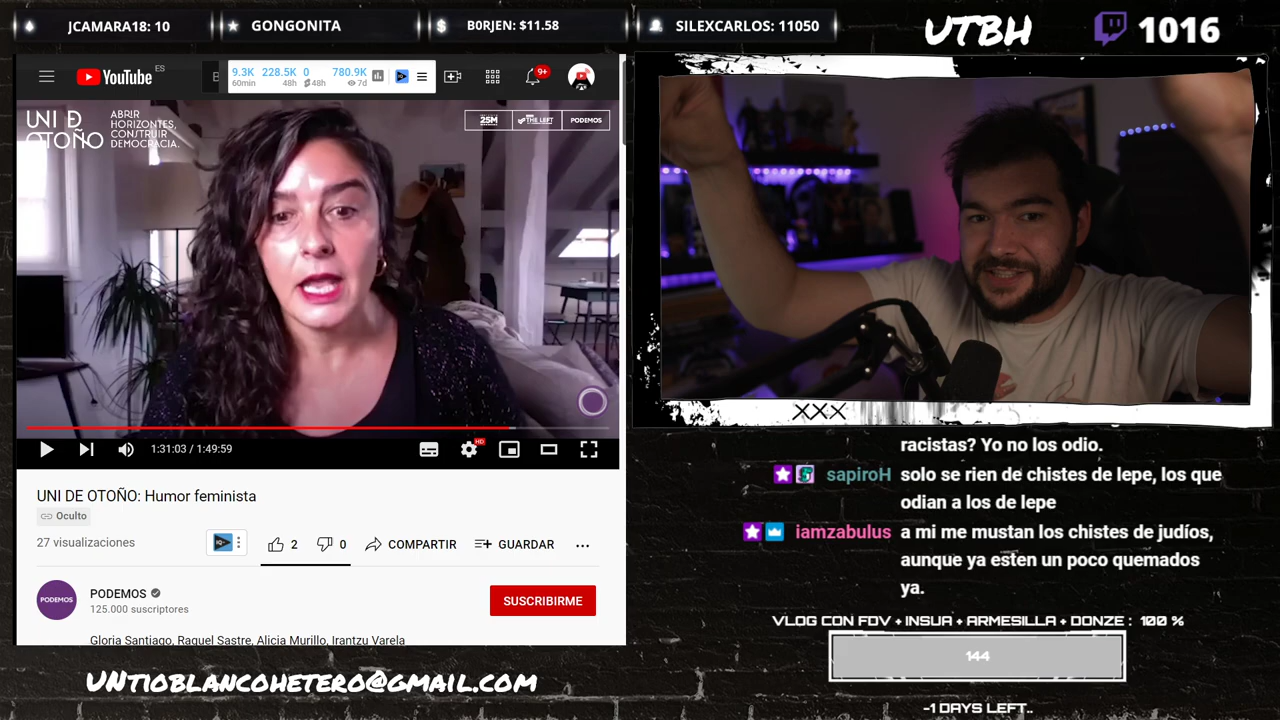 JCAMARA18: 10
GONGONITA
$ B0RJEN: $11.58
SILEXCARLOS: 11050
UTBH
1016
YouTube ES
9.3K 228.5K 0 780.9K
60min 48h 48h 7d
9+
UNI D OTOÑO
ABRIR
HORIZONTES,
CONSTRUIR
DEMOCRACIA.
25M
THE LEFT
PODEMOS
HD
1:31:03 / 1:49:59
UNI DE OTOÑO: Humor feminista
Oculto
27 visualizaciones
2
0
COMPARTIR
GUARDAR
PODEMOS
PODEMOS
125.000 suscriptores
SUSCRIBIRME
Gloria Santiago, Raquel Sastre, Alicia Murillo, Irantzu Varela
UNtioblancohetero@gmail.com
XXX
racistas? Yo no los odio.
sapiroH solo se rien de chistes de lepe, los que
odian a los de lepe
iamzabulus a mi me mustan los chistes de judíos,
aunque ya esten un poco quemados
ya.
VLOG CON FDV + INSUA + ARMESILLA + DONZE : 100 %
144
-1 DAYS LEFT..